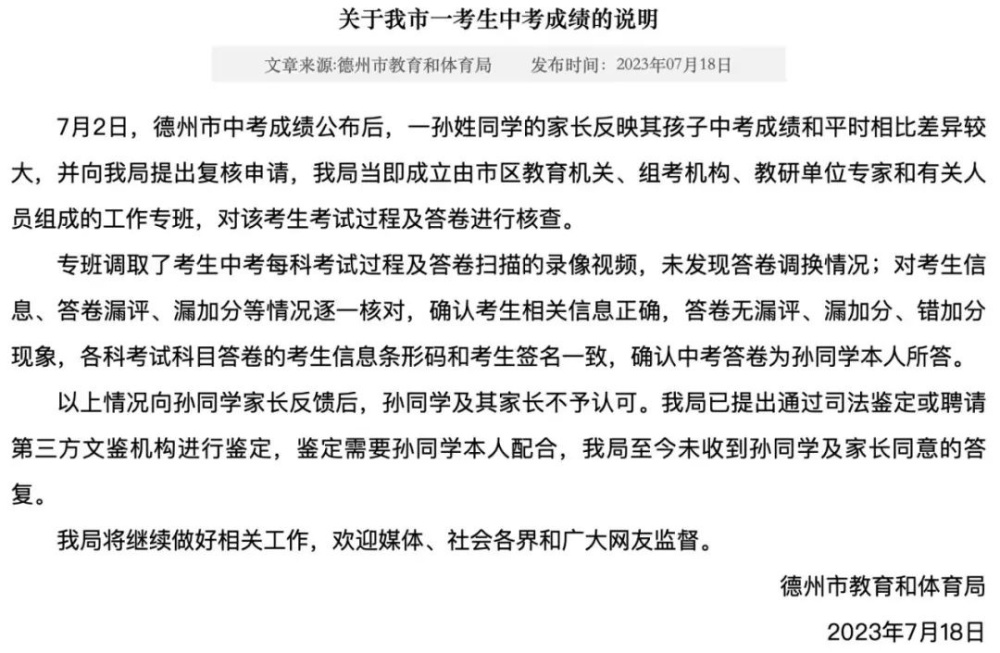 关于我市一考生中考成绩的说明
文章来源:德州市教育和体育局 发布时间：2023年07月18日
7月2日，德州市中考成绩公布后，一孙姓同学的家长反映其孩子中考成绩和平时相比差异较
大，并向我局提出复核申请，我局当即成立由市区教育机关、组考机构、教研单位专家和有关人
员组成的工作专班，对该考生考试过程及答卷进行核查。
专班调取了考生中考每科考试过程及答卷扫描的录像视频，未发现答卷调换情况；对考生信
息、答卷漏评、漏加分等情况逐一核对，确认考生相关信息正确，答卷无漏评、漏加分、错加分
现象，各科考试科目答卷的考生信息条形码和考生签名一致，确认中考答卷为孙同学本人所答。
以上情况向孙同学家长反馈后，孙同学及其家长不予认可。我局已提出通过司法鉴定或聘请
第三方文鉴机构进行鉴定，鉴定需要孙同学本人配合，我局至今未收到孙同学及家长同意的答
复。
我局将继续做好相关工作，欢迎媒体、社会各界和广大网友监督。
德州市教育和体育局
2023年7月18日